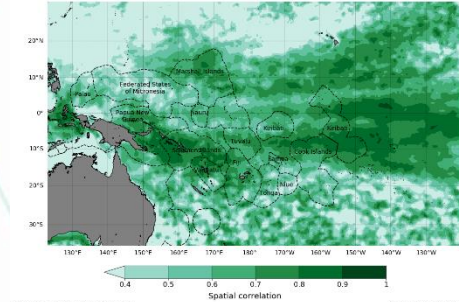 20°N
10°N
0°
10°S
20°S
30°S
Marshall Islands
Palau
Federated States
of Micronesia
Nauru
Papua New
Guinea
Kiribati
Kiribati
Tuvalu
Solomon Islands
Cook Islands
Vanuatu
Fiji
Niue
Tonga
130°E
140°E
150°E
160°E
170°E
180°
170°W
160°W
150°W
140°W
130°W
0.4
0.5
0.6
0.7
0.8
0.9
1
Spatial correlation